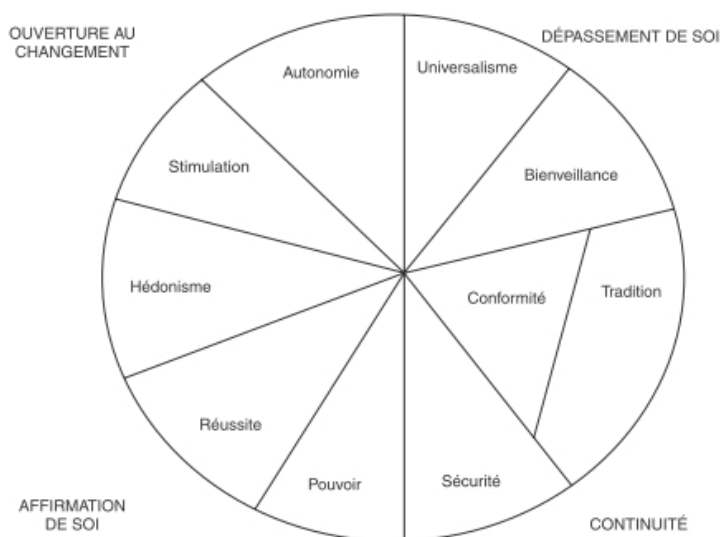 OUVERTURE AU
CHANGEMENT
DÉPASSEMENT DE SOI
Autonomie
Universalisme
Stimulation
Bienveillance
Hédonisme
Conformité
Tradition
Réussite
Pouvoir
Sécurité
AFFIRMATION
DE SOI
CONTINUITÉ